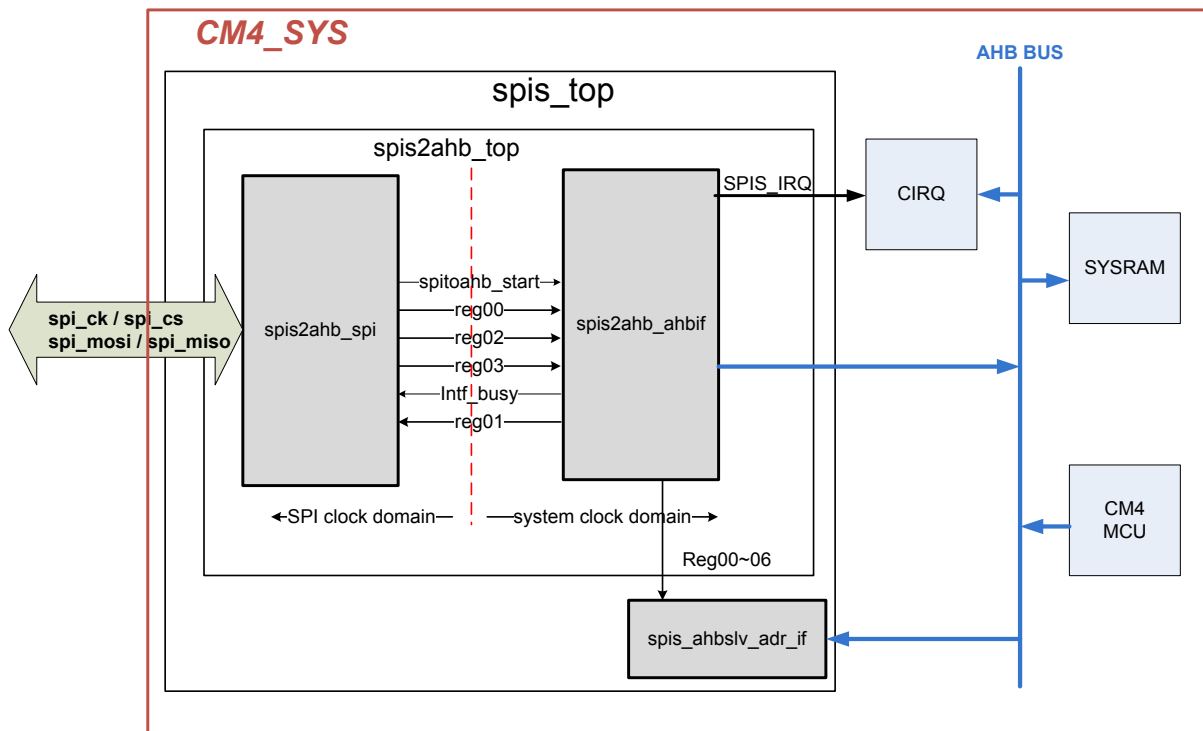 CM4_SYS
AHB BUS
spis_top
spis2ahb_top
SPIS_IRQ
CIRQ
SYSRAM
spitoahb_start
reg00
reg02
reg03
Intf_busy
reg01
spis2ahb_spi
spis2ahb_ahbif
spi_ck / spi_cs
spi_mosi / spi_miso
SPI clock domain
system clock domain
CM4
MCU
Reg00~06
spis_ahbslv_adr_if